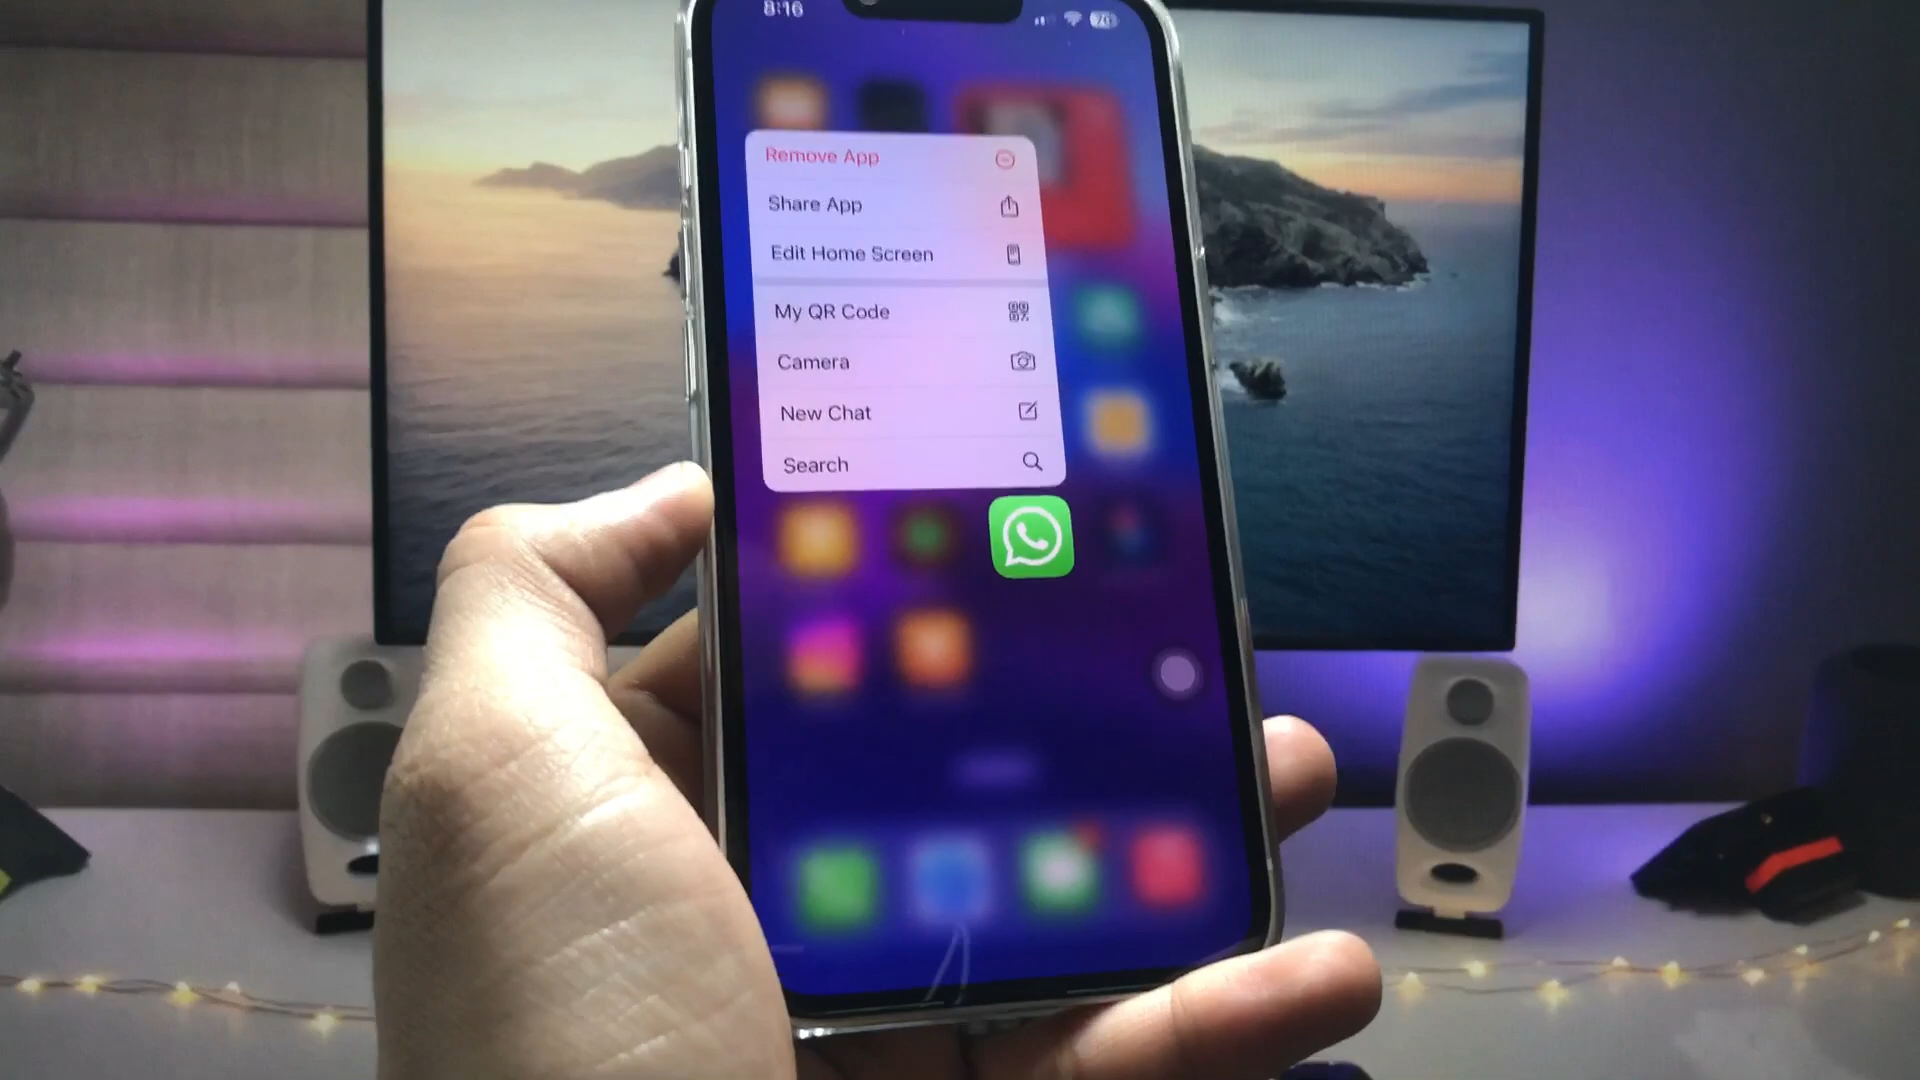 8:16
Remove App
Share App
Edit Home Screen
My QR Code
Camera
New Chat
Search